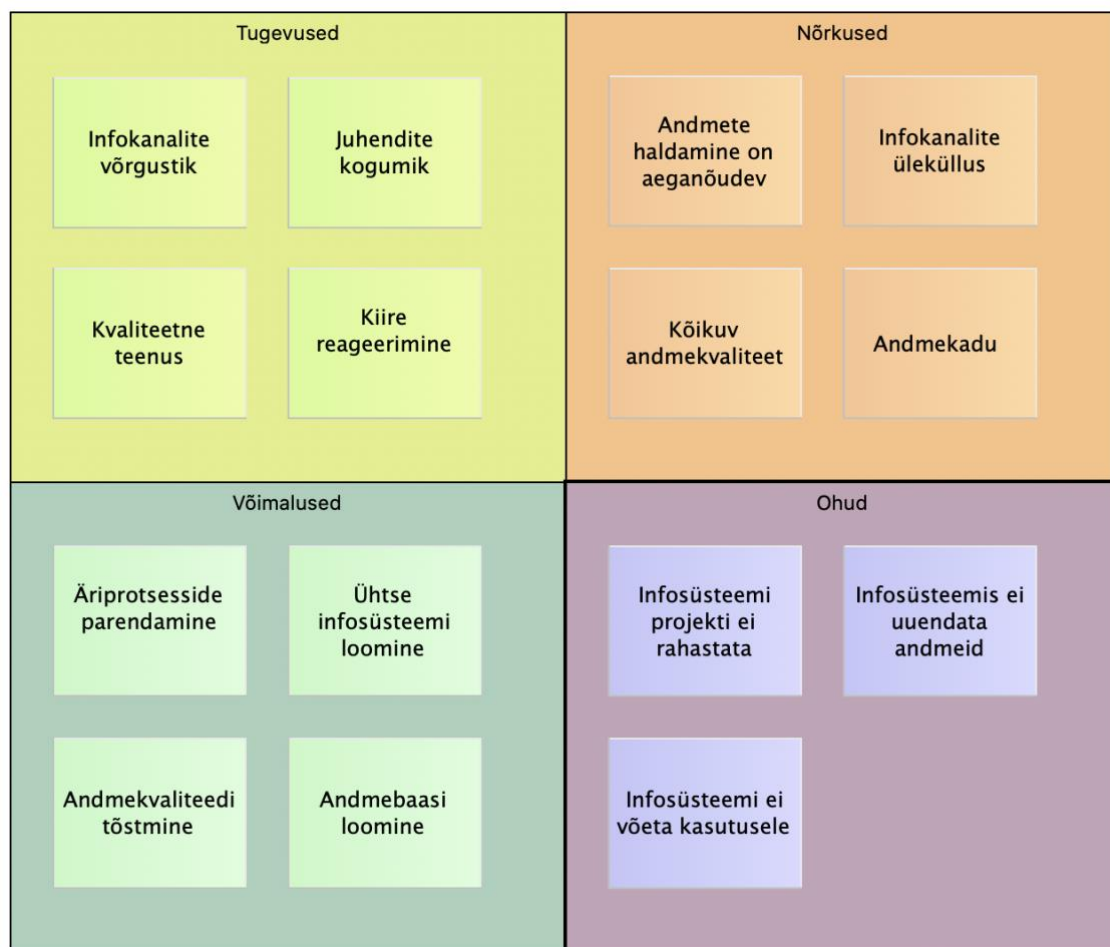 Tugevused
Infokanalite
võrgustik
Juhendite
kogumik
Kvaliteetne
teenus
Kiire
reageerimine
Nõrkused
Andmete
haldamine on
aeganõudev
Infokanalite
üleküllus
Kõikuv
andmekvaliteet
Andmekadu
Võimalused
Äriprotsesside
parendamine
Ühtse
infosüsteemi
loomine
Andmekvaliteedi
tõstmine
Andmebaasi
loomine
Ohud
Infosüsteemi
projekti ei
rahastata
Infosüsteemis ei
uuendata
andmeid
Infosüsteemi ei
võeta kasutusele